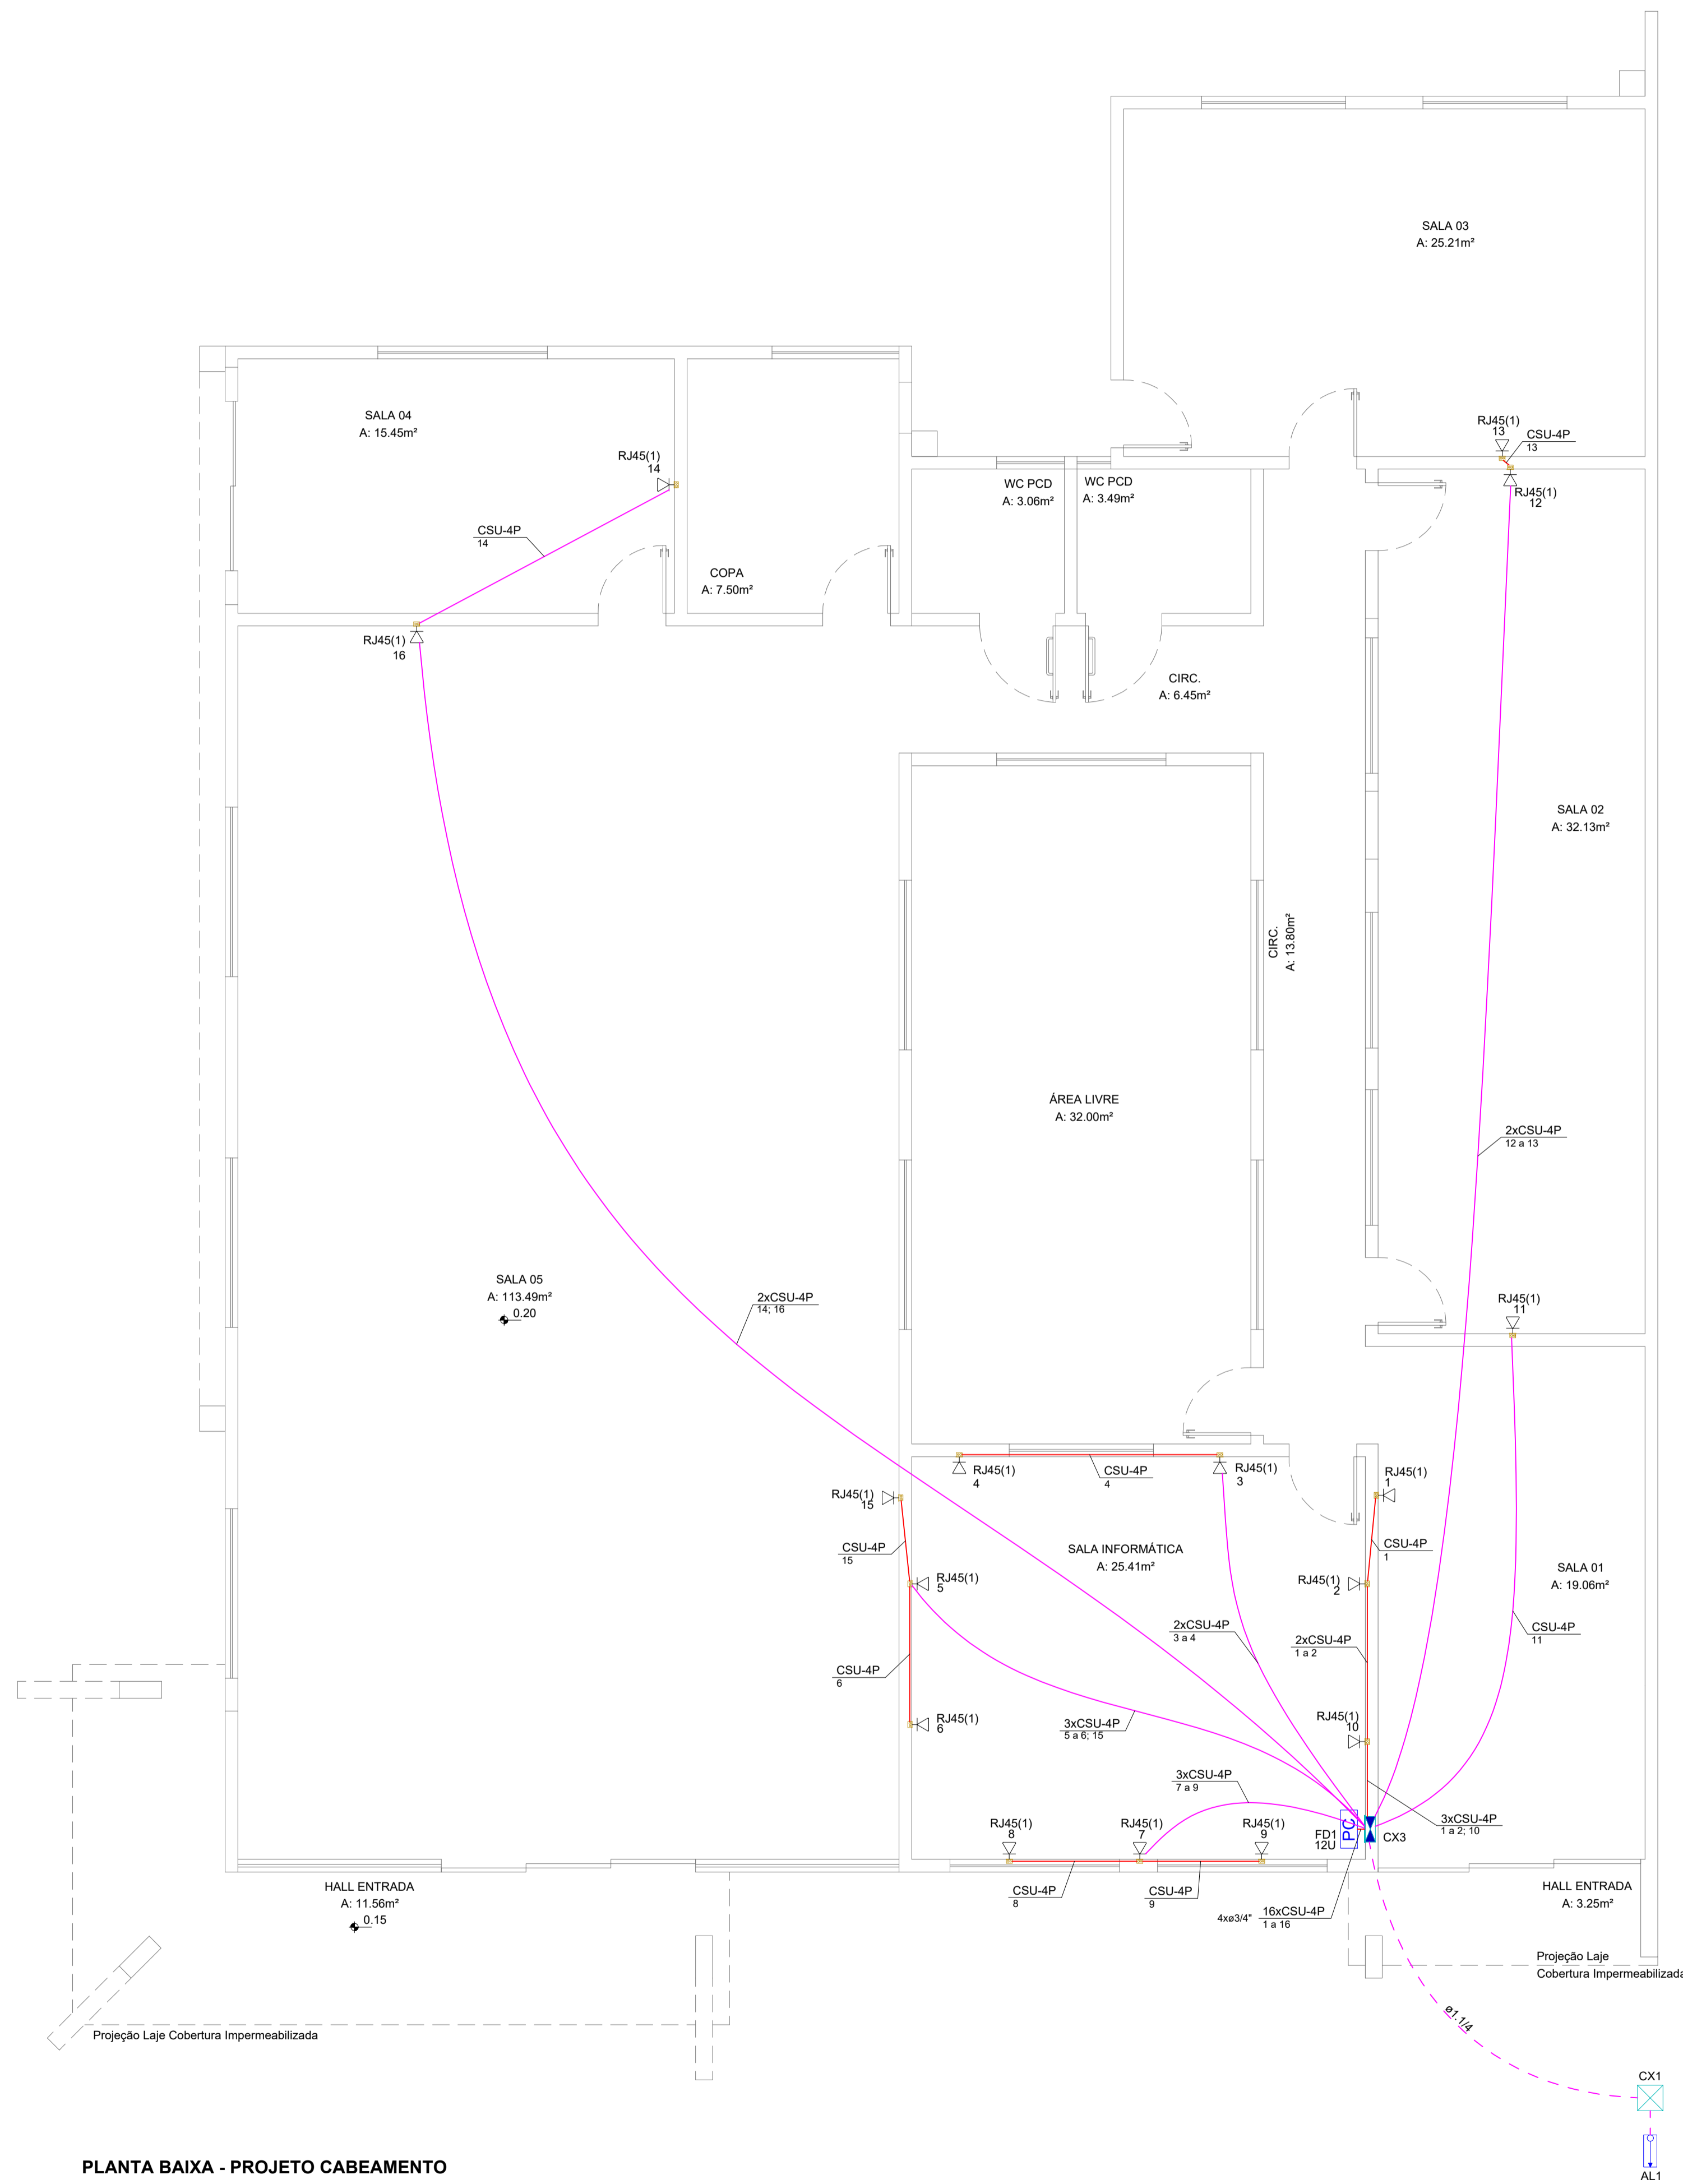 SALA 03
A: 25.21m²
SALA 04
A: 15.45m²
RJ45(1)
13
CSU-4P
13
RJ45(1)
14
WC PCD
A: 3.06m²
WC PCD
A: 3.49m²
RJ45(1)
12
CSU-4P
14
COPA
A: 7.50m²
RJ45(1)
16
CIRC.
A: 6.45m²
SALA 02
A: 32.13m²
CIRC.
A: 13.80m²
ÁREA LIVRE
A: 32.00m²
2xCSU-4P
12 a 13
SALA 05
A: 113.49m²
0.20
2xCSU-4P
14; 16
RJ45(1)
11
RJ45(1)
4
CSU-4P
4
RJ45(1)
3
RJ45(1)
1
RJ45(1)
15
CSU-4P
15
SALA INFORMÁTICA
A: 25.41m²
CSU-4P
1
RJ45(1)
5
RJ45(1)
2
SALA 01
A: 19.06m²
2xCSU-4P
3 a 4
2xCSU-4P
1 a 2
CSU-4P
11
CSU-4P
6
RJ45(1)
6
3xCSU-4P
5 a 6; 15
RJ45(1)
10
3xCSU-4P
7 a 9
RJ45(1)
8
RJ45(1)
7
RJ45(1)
9
FD1
12U
PC
CX3
3xCSU-4P
1 a 2; 10
HALL ENTRADA
A: 11.56m²
0.15
CSU-4P
8
CSU-4P
9
4xø3/4" 16xCSU-4P
1 a 16
HALL ENTRADA
A: 3.25m²
Projeção Laje
Cobertura Impermeabilizada
ø1.1/4
Projeção Laje Cobertura Impermeabilizada
CX1
AL1
PLANTA BAIXA - PROJETO CABEAMENTO